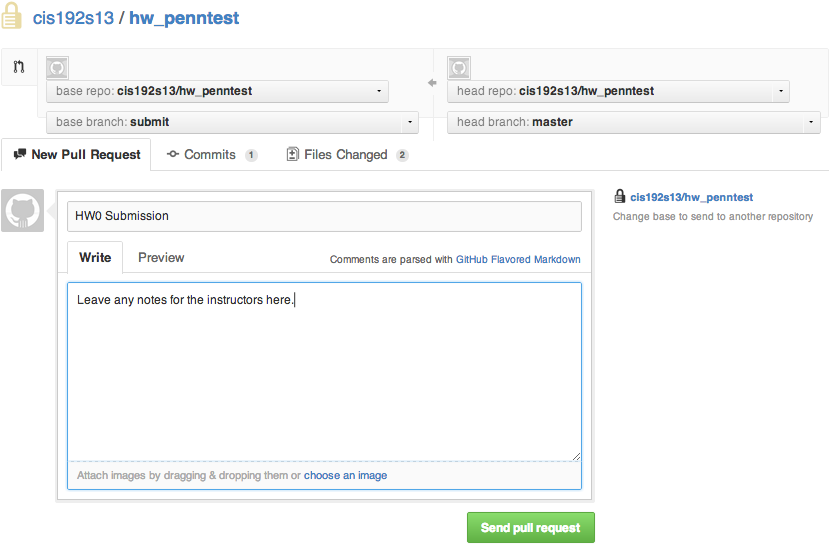 cis192s13 / hw_penntest
base repo: cis192s13/hw_penntest
head repo: cis192s13/hw_penntest
base branch: submit
head branch: master
New Pull Request
Commits 1
Files Changed 2
HW0 Submission
cis192s13/hw_penntest
Change base to send to another repository
Write
Preview
Comments are parsed with GitHub Flavored Markdown
Leave any notes for the instructors here.
Attach images by dragging & dropping them or choose an image
Send pull request